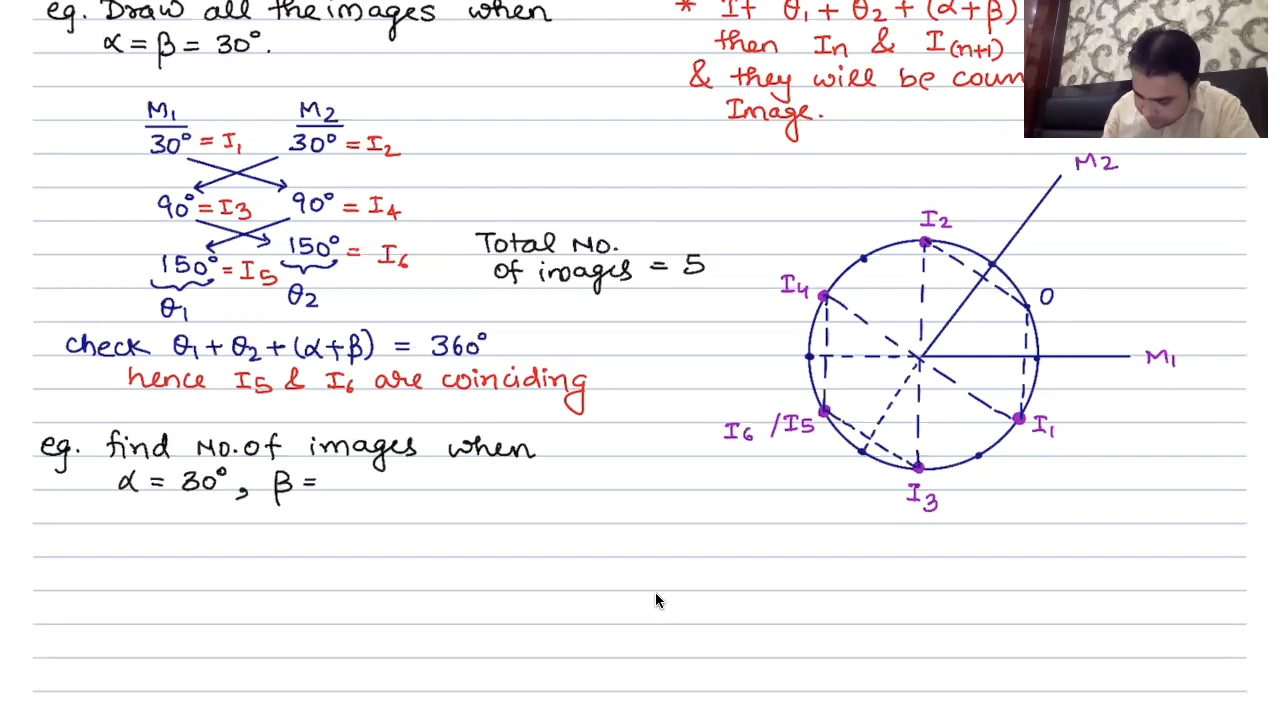 eg. Draw all the images when
α = β = 30°.
* If θ₁ + θ₂ + (α+β)
then In & I(n+1)
& they will be coun
Image.
M₁ M₂
30° = I₁ 30° = I₂
90° = I3 90° = I4
150° = I5 150° = I6
θ₁ θ₂
Total No.
of images = 5
check θ₁ + θ₂ + (α+β) = 360°
hence I5 & I6 are coinciding
eg. find No. of images when
α = 30°, β =
M2
I2
I4
O
M₁
I6 / I5
I₁
I3